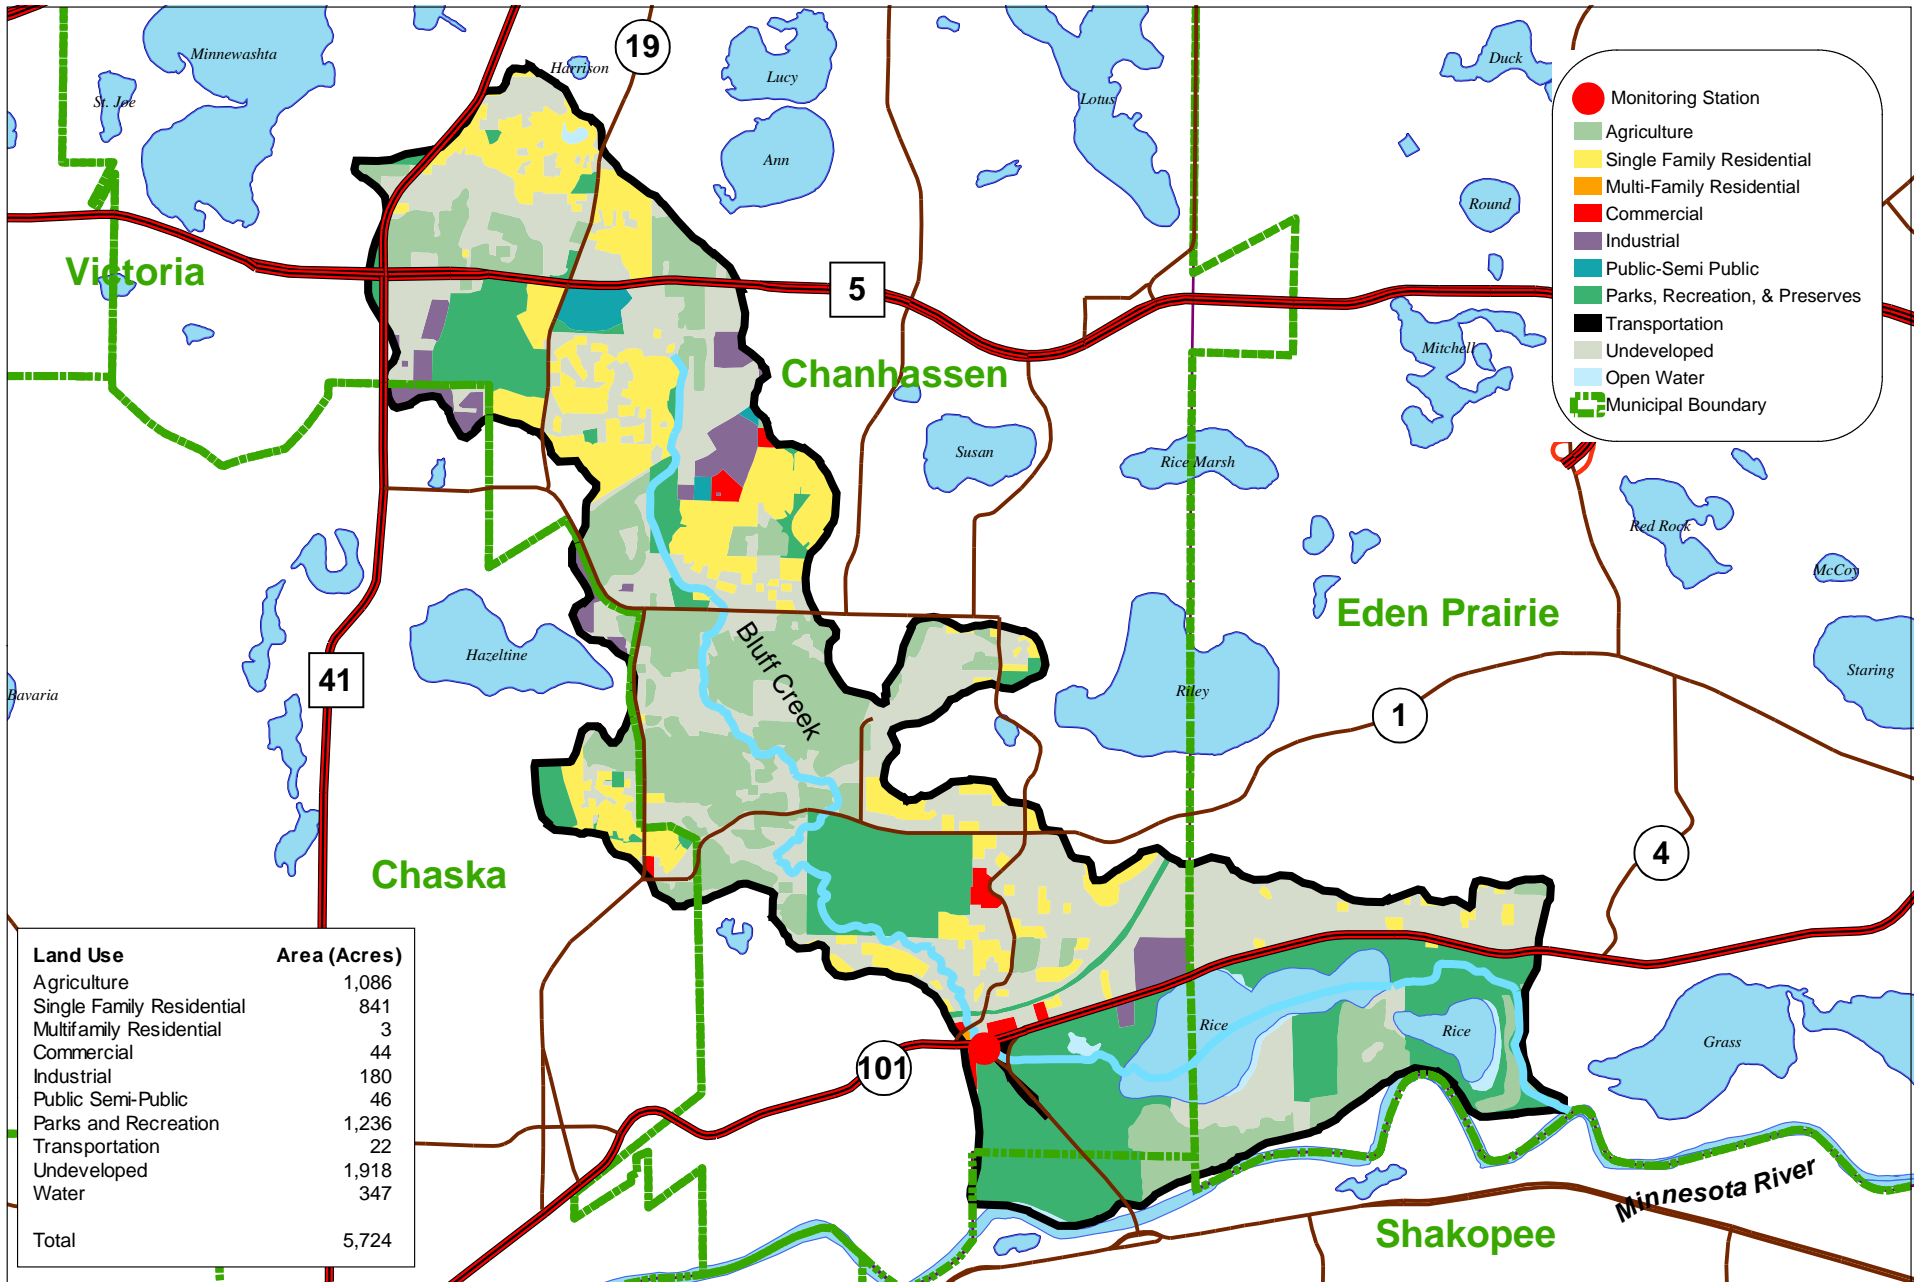 Minnewashta
St. Joe
Harrison
19
Lucy
Ann
Lotus
Duck
Round
Monitoring Station
Agriculture
Single Family Residential
Multi-Family Residential
Commercial
Industrial
Public-Semi Public
Parks, Recreation, & Preserves
Transportation
Undeveloped
Open Water
Municipal Boundary
Victoria
5
Chanhassen
Mitchell
Susan
Rice Marsh
Red Rock
McCoy
Eden Prairie
Hazeltine
Bluff Creek
41
Bavaria
Riley
Staring
1
4
Chaska
Land Use Area (Acres)
Agriculture 1,086
Single Family Residential 841
Multifamily Residential 3
Commercial 44
Industrial 180
Public Semi-Public 46
Parks and Recreation 1,236
Transportation 22
Undeveloped 1,918
Water 347
Total 5,724
101
Rice
Rice
Grass
Minnesota River
Shakopee